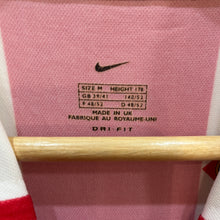 SIZE M HEIGHT 178
GB 39/41 I 48/52
F 48/52 D 48/52
MADE IN UK
FABRIQUE AU ROYAUME-UNI
DRI-FIT